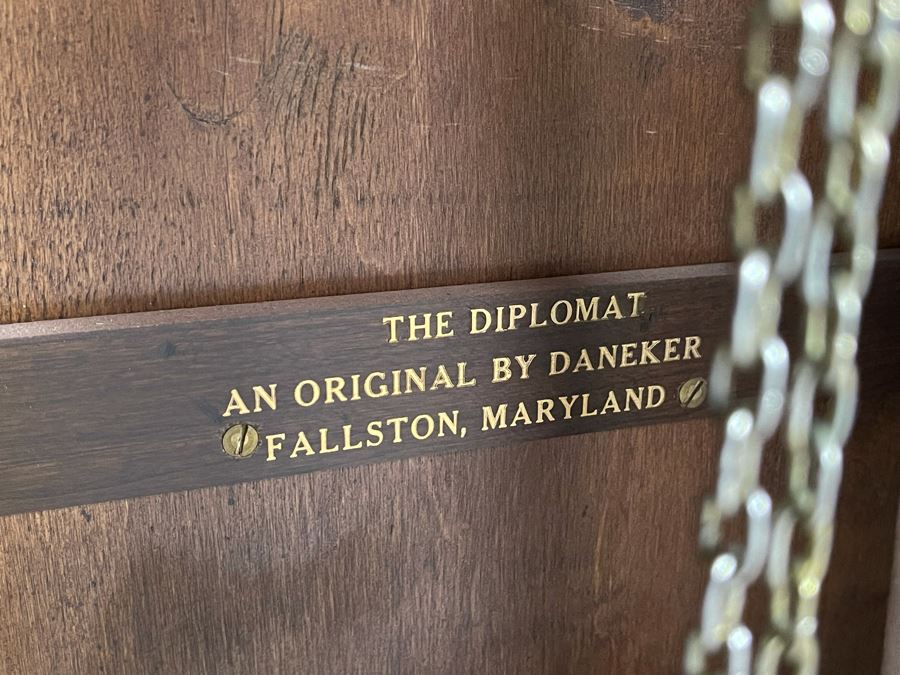 THE DIPLOMAT
AN ORIGINAL BY DANEKER
FALLSTON, MARYLAND